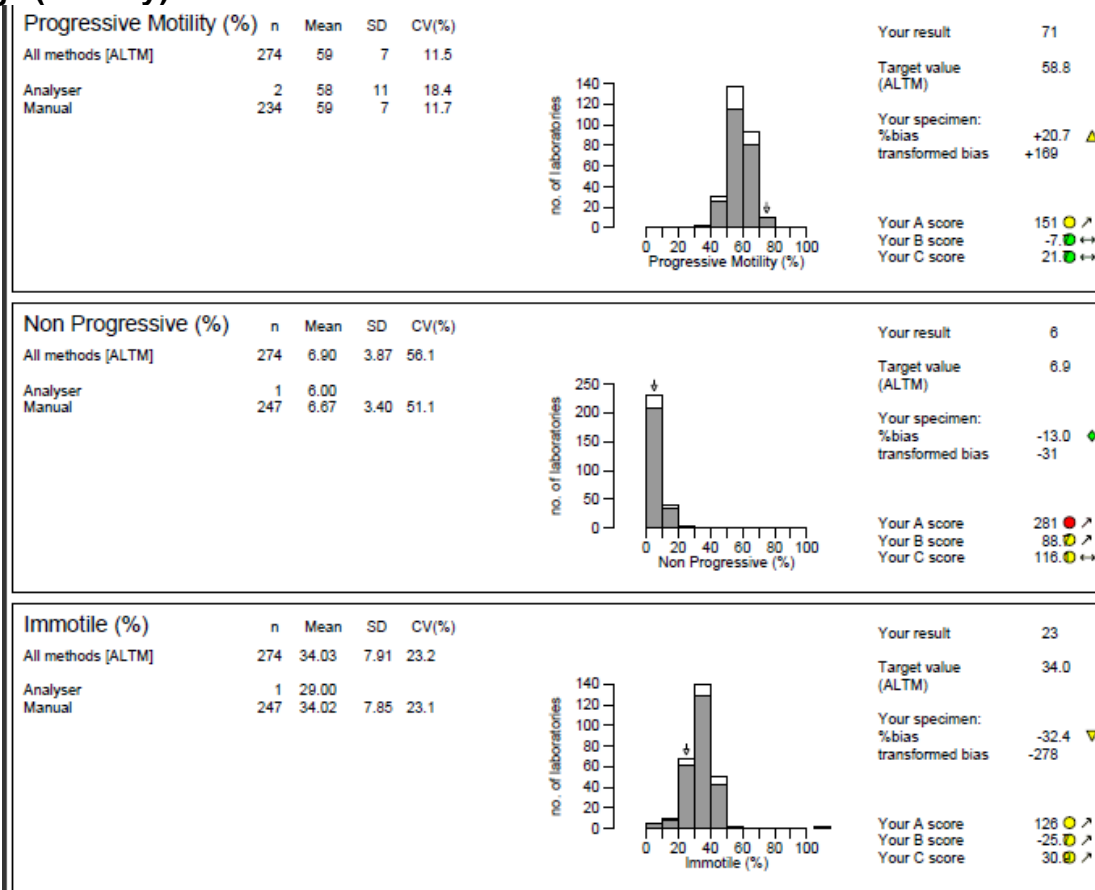 Progressive Motility (%) n Mean SD CV(%)
All methods [ALTM] 274 59 7 11.5
Analyser 2 58 11 18.4
Manual 234 59 7 11.7
no. of laboratories
140
120
100
80
60
40
20
0
0 20 40 60 80 100
Progressive Motility (%)
Your result 71
Target value 58.8
(ALTM)
Your specimen:
%bias +20.7
transformed bias +169
Your A score 151
Your B score -7.
Your C score 21.
Non Progressive (%) n Mean SD CV(%)
All methods [ALTM] 274 6.90 3.87 56.1
Analyser 1 6.00
Manual 247 6.67 3.40 51.1
no. of laboratories
250
200
150
100
50
0
0 20 40 60 80 100
Non Progressive (%)
Your result 6
Target value 6.9
(ALTM)
Your specimen:
%bias -13.0
transformed bias -31
Your A score 281
Your B score 88.
Your C score 116.
Immotile (%) n Mean SD CV(%)
All methods [ALTM] 274 34.03 7.91 23.2
Analyser 1 29.00
Manual 247 34.02 7.85 23.1
no. of laboratories
140
120
100
80
60
40
20
0
0 20 40 60 80 100
Immotile (%)
Your result 23
Target value 34.0
(ALTM)
Your specimen:
%bias -32.4
transformed bias -278
Your A score 126
Your B score -25.
Your C score 30.